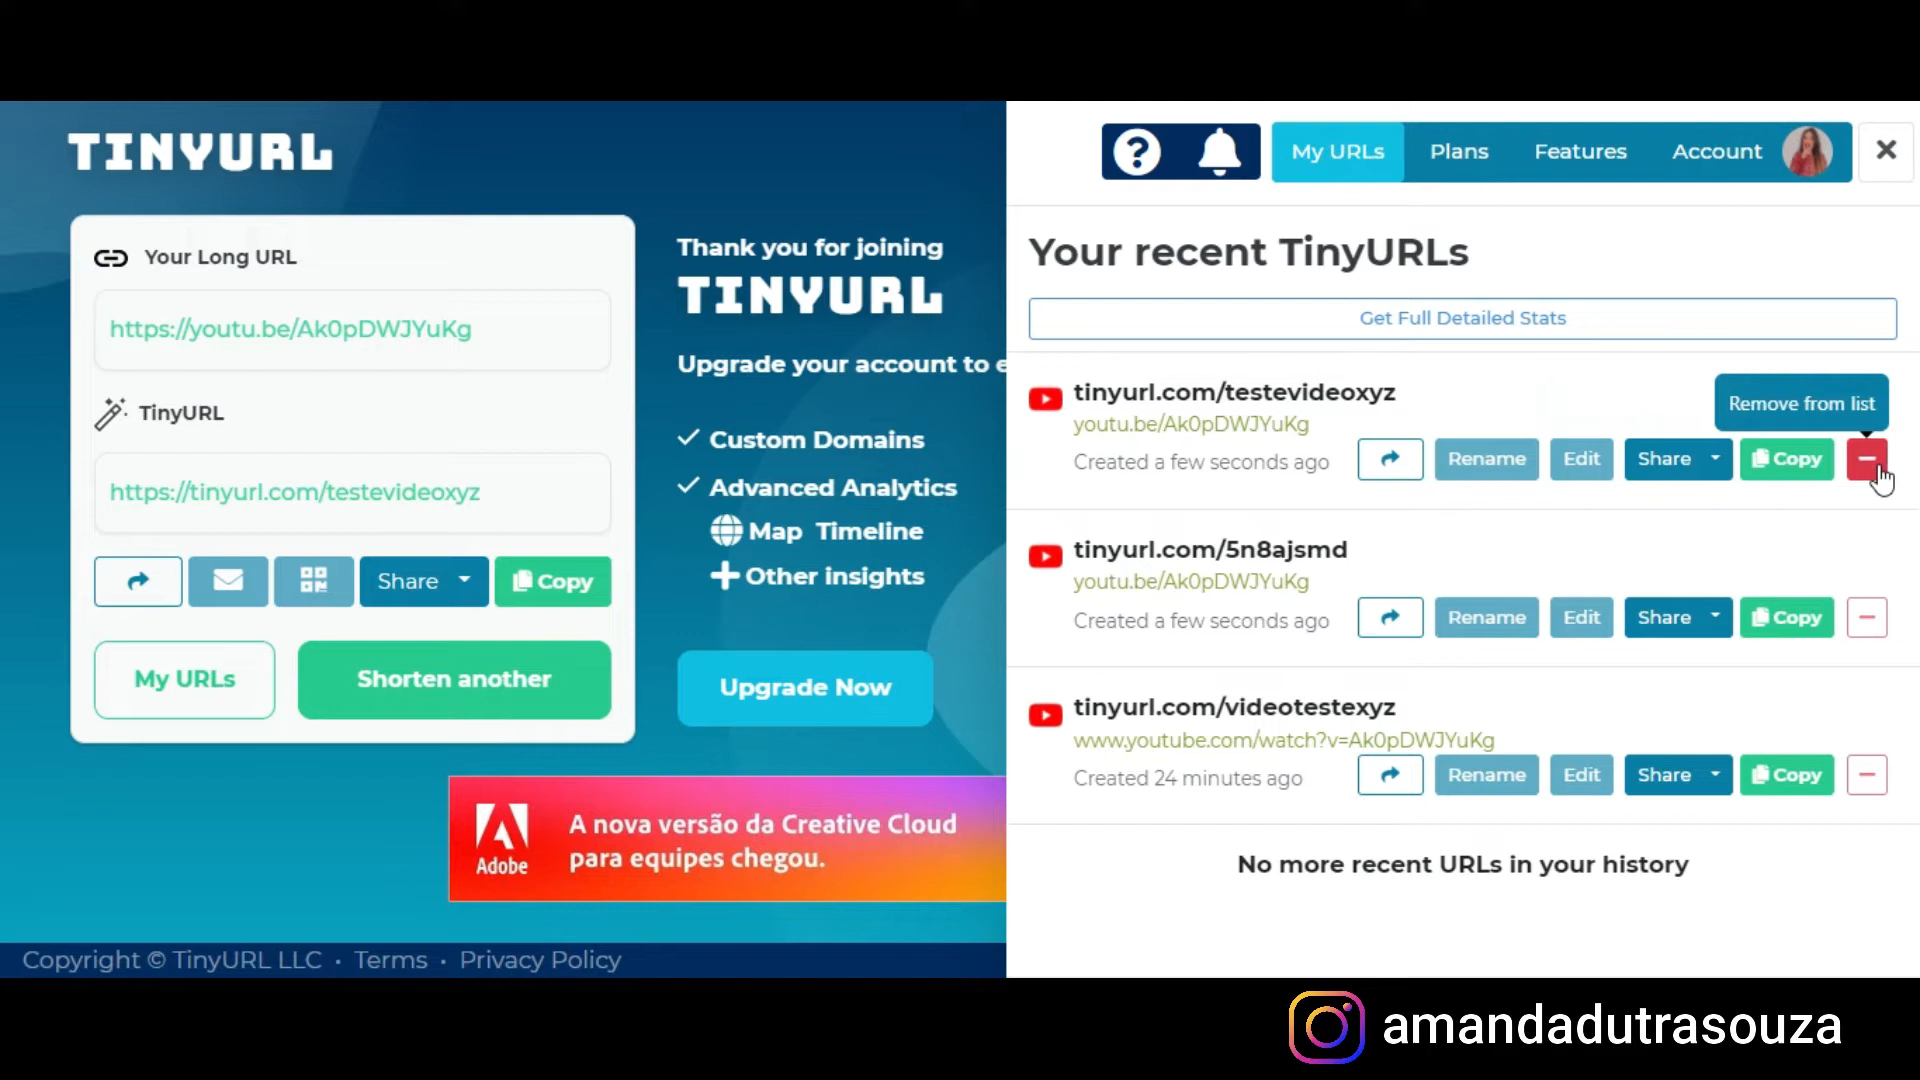 TINYURL
Your Long URL
https://youtu.be/Ak0pDWJYuKg
TinyURL
https://tinyurl.com/testevideoxyz
Share
Copy
My URLs
Shorten another
Thank you for joining
TINYURL
Upgrade your account to e
Custom Domains
Advanced Analytics
Map Timeline
Other insights
Upgrade Now
Adobe
A nova versão da Creative Cloud
para equipes chegou.
Copyright © TinyURL LLC • Terms • Privacy Policy
My URLs Plans Features Account
Your recent TinyURLs
Get Full Detailed Stats
tinyurl.com/testevideoxyz
Remove from list
youtu.be/Ak0pDWJYuKg
Created a few seconds ago Rename Edit Share Copy
tinyurl.com/5n8ajsmd
youtu.be/Ak0pDWJYuKg
Created a few seconds ago Rename Edit Share Copy
tinyurl.com/videotestexyz
www.youtube.com/watch?v=Ak0pDWJYuKg
Created 24 minutes ago Rename Edit Share Copy
No more recent URLs in your history
amandadutrasouza